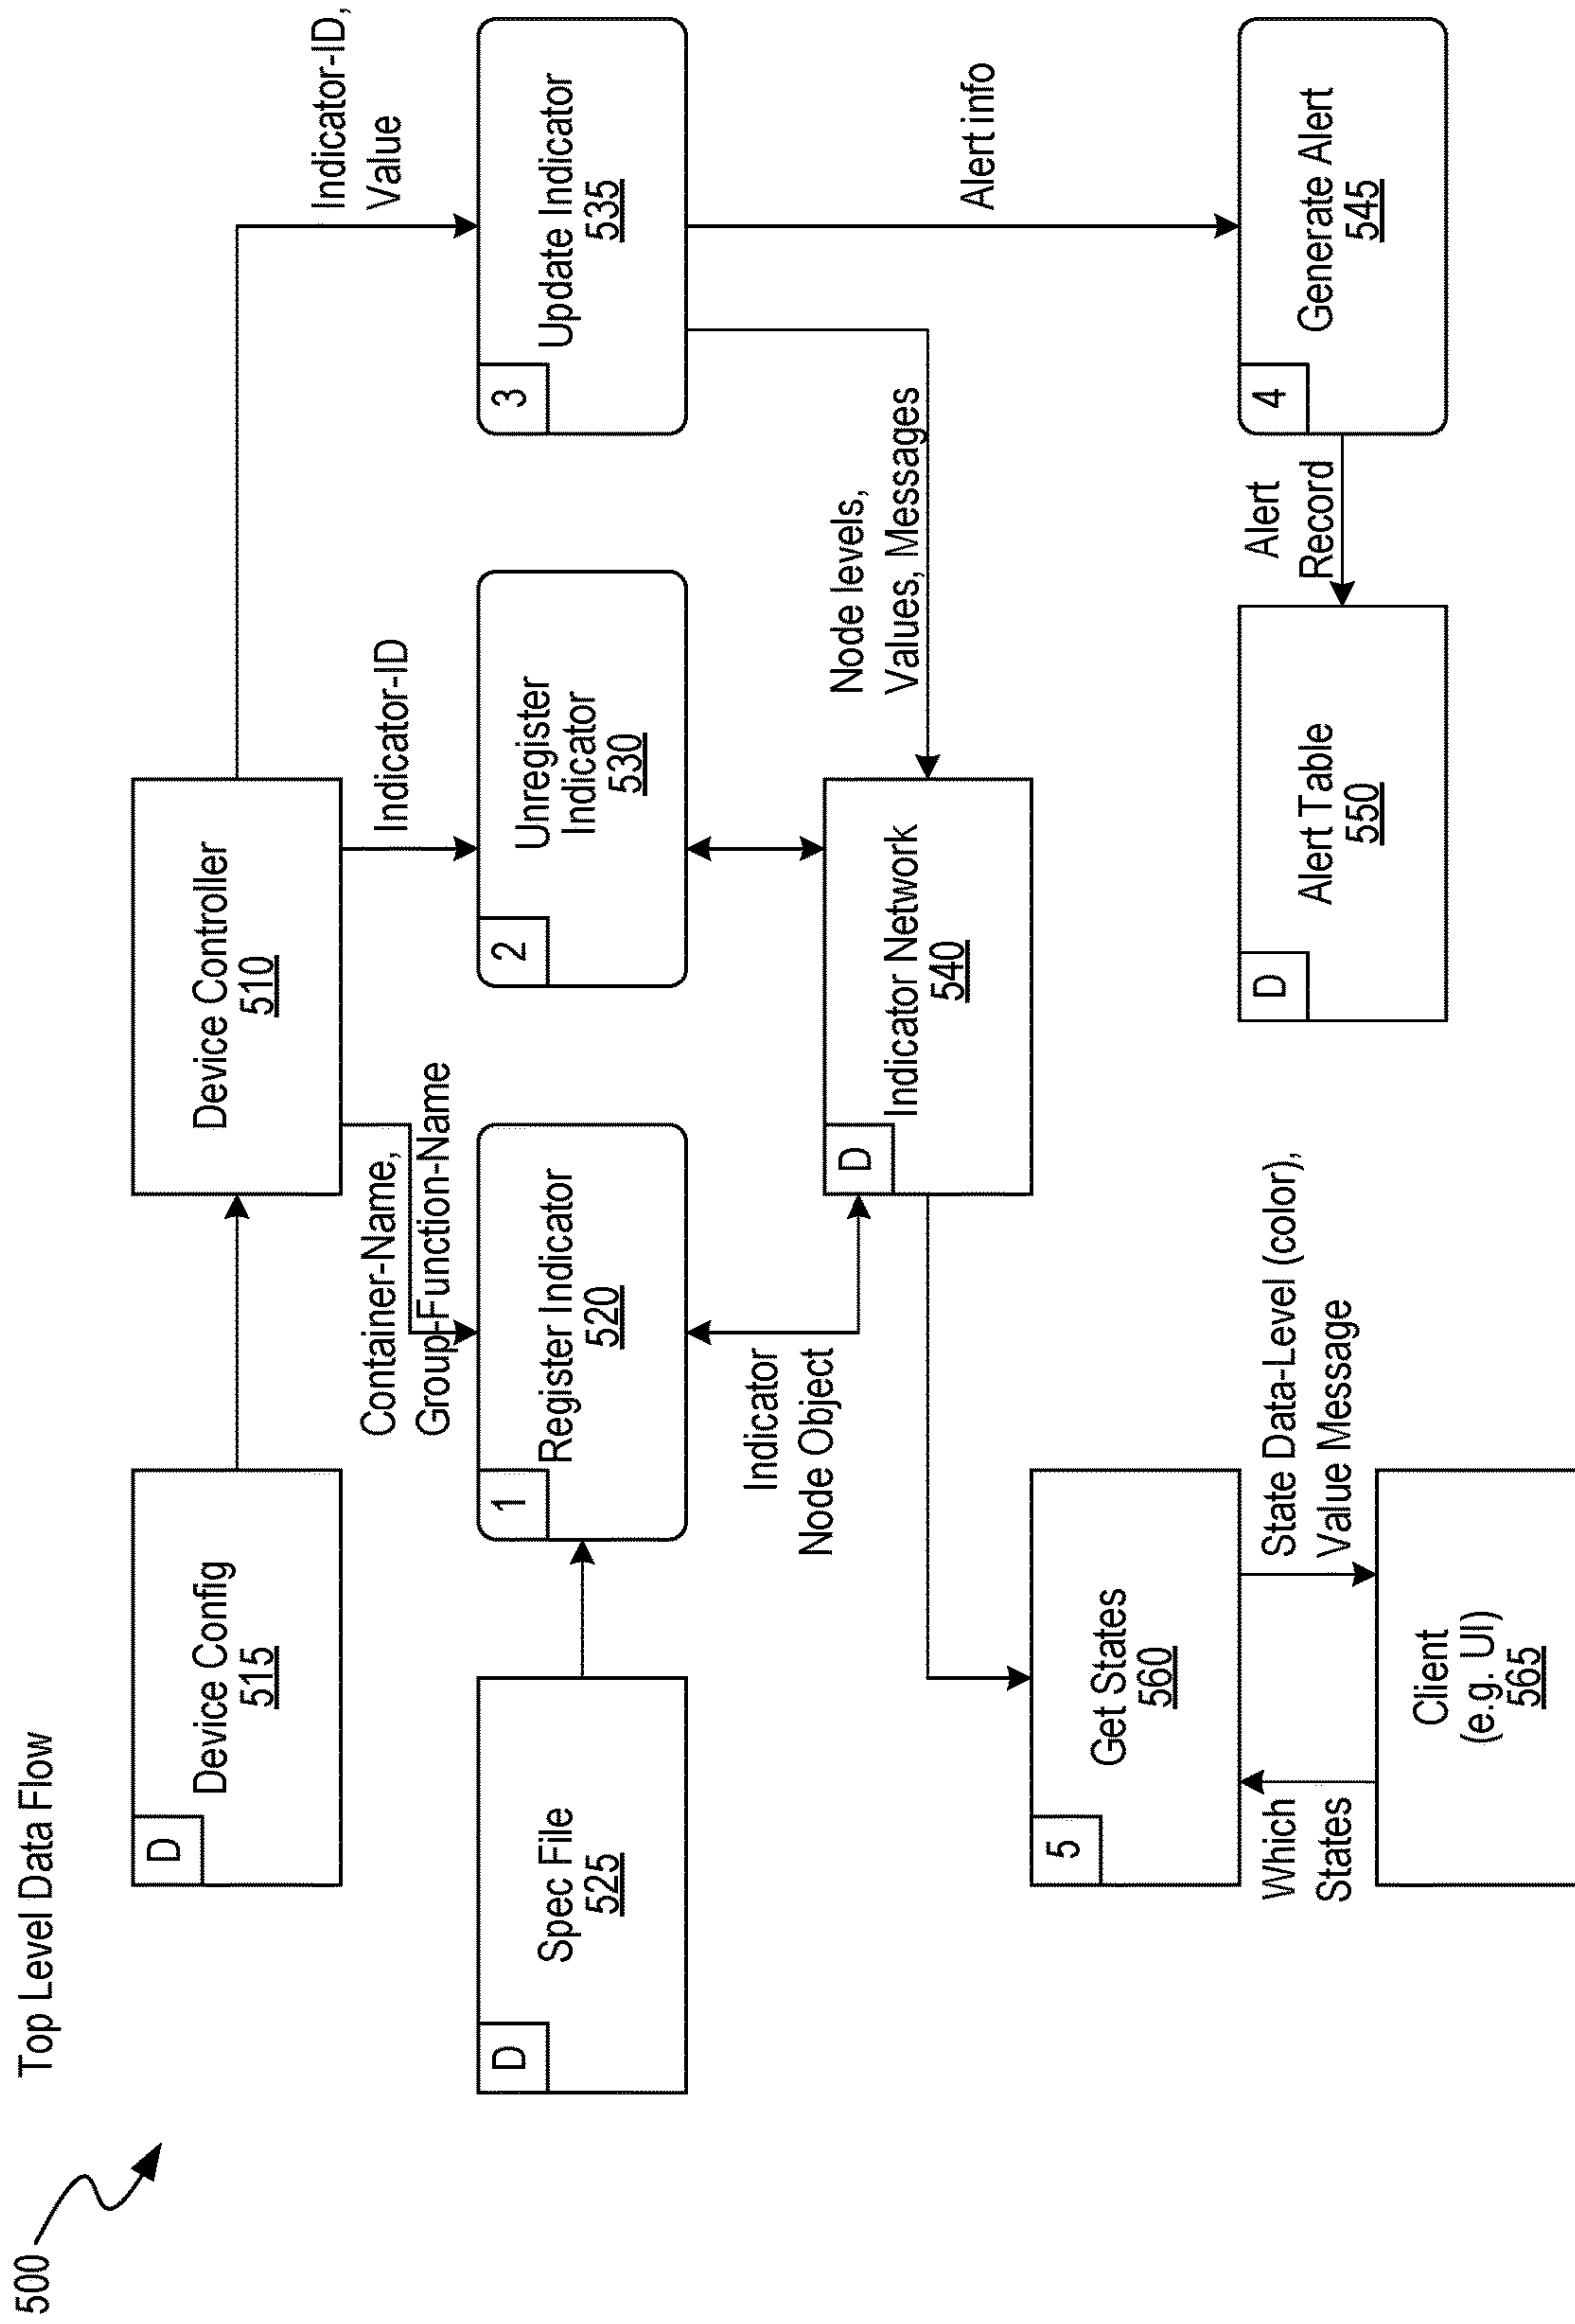 500
Top Level Data Flow
D
Device Config
515
Device Controller
510
Container-Name,
Group-Function-Name
Indicator-ID
Indicator-ID,
Value
D
Spec File
525
1
Register Indicator
520
2
Unregister
Indicator
530
3
Update Indicator
535
Indicator
Node Object
Node levels,
Values, Messages
Alert info
D
Indicator Network
540
5
Get States
560
Which
States
State Data-Level (color),
Value Message
Client
(e.g. UI)
565
D
Alert Table
550
Alert
Record
4
Generate Alert
545